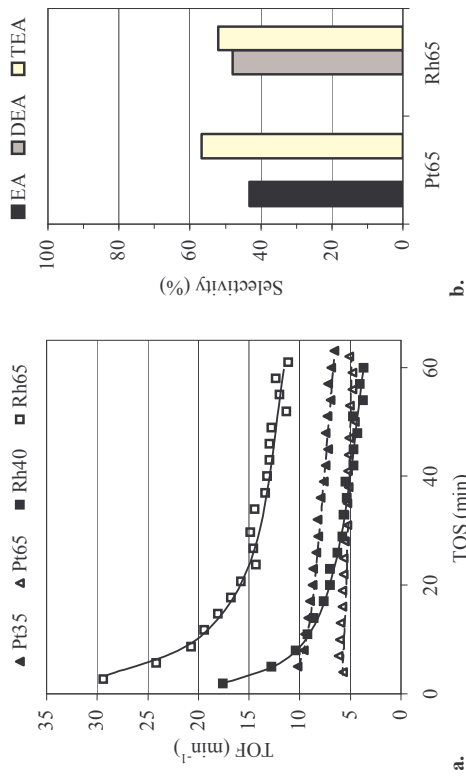 Pt35 Pt65 Rh40 Rh65
35
30
25
20
15
10
5
0
TOF (min⁻¹)
0 20 40 60
TOS (min)
a.
EA DEA TEA
100
80
60
40
20
0
Selectivity (%)
Pt65 Rh65
b.